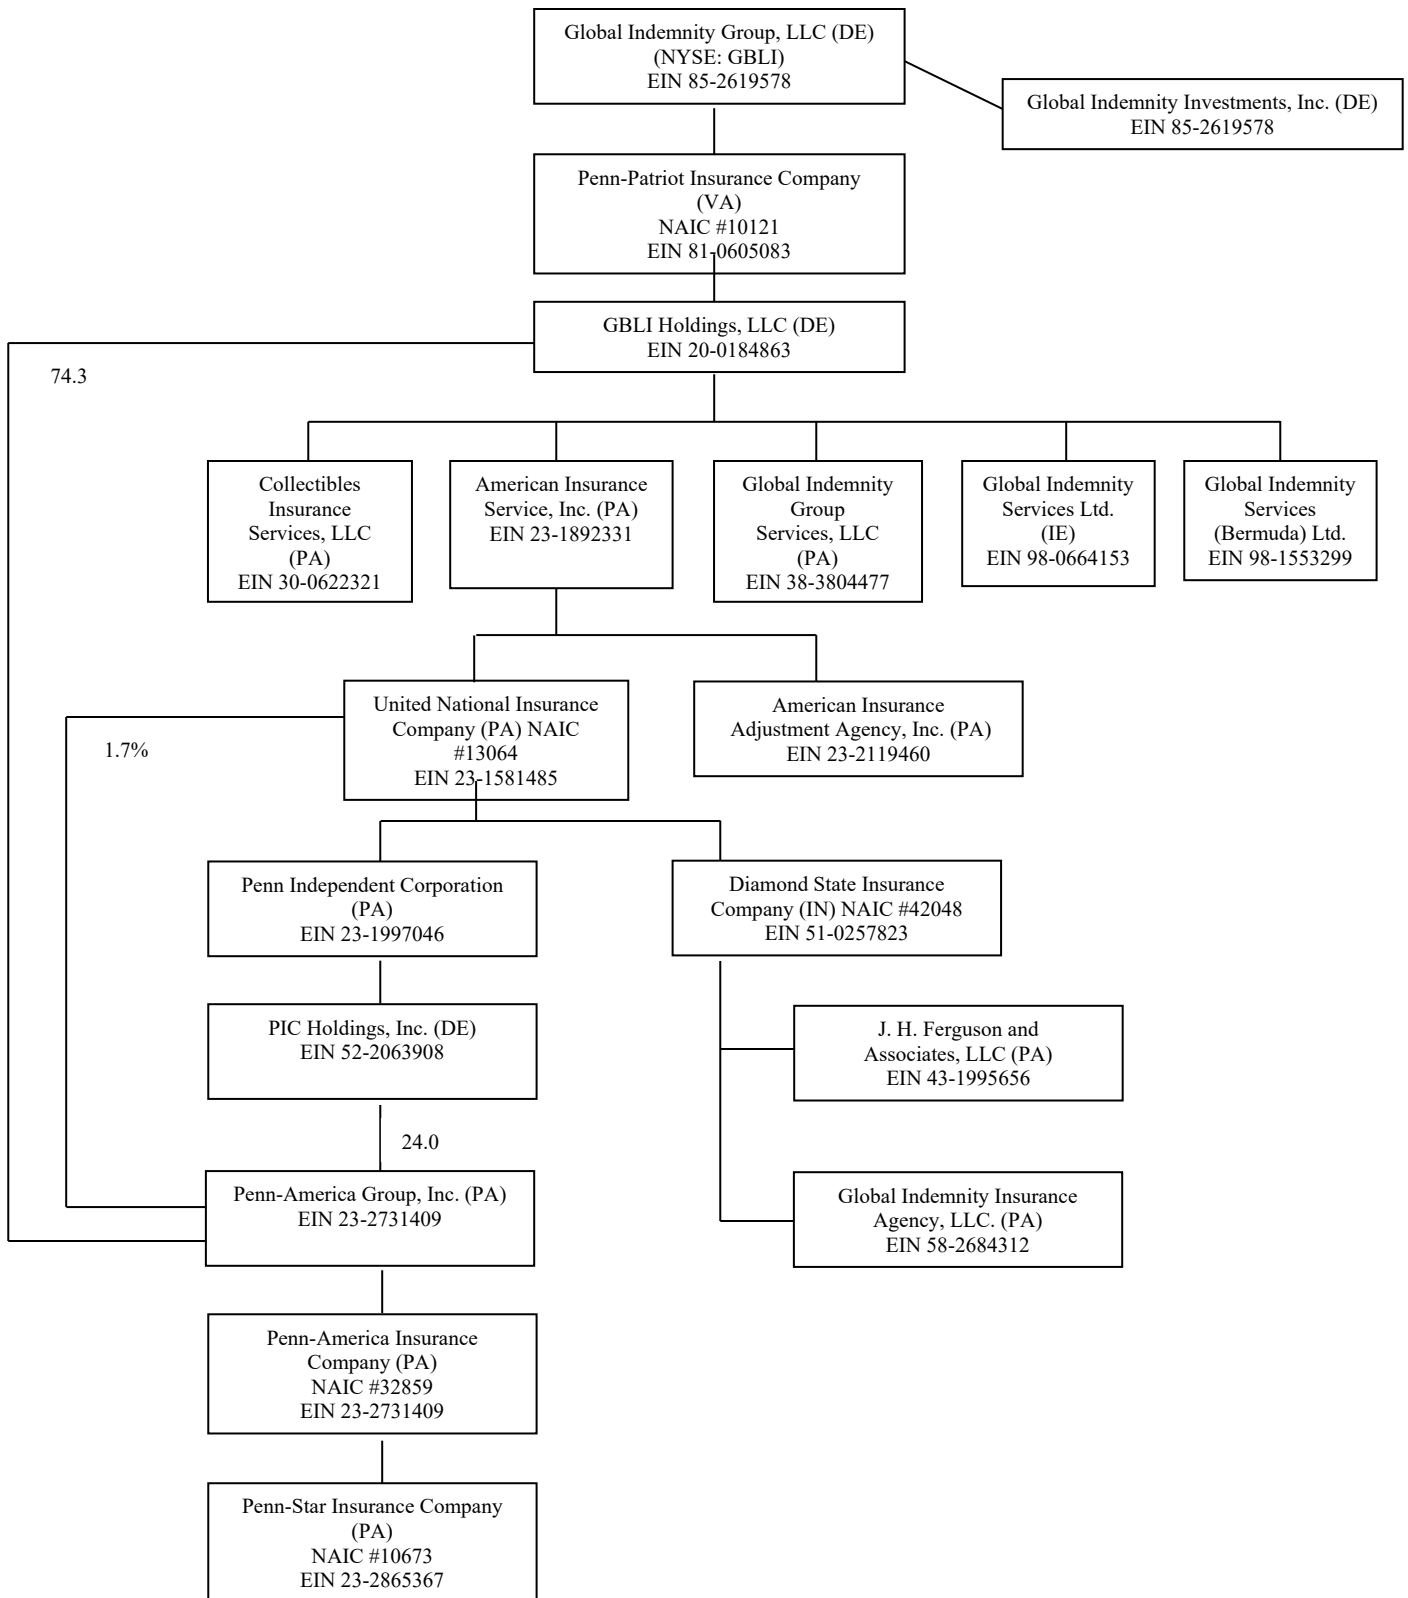 Global Indemnity Group, LLC (DE)
(NYSE: GBLI)
EIN 85-2619578
Global Indemnity Investments, Inc. (DE)
EIN 85-2619578
Penn-Patriot Insurance Company
(VA)
NAIC #10121
EIN 81-0605083
GBLI Holdings, LLC (DE)
EIN 20-0184863
74.3
Collectibles
Insurance
Services, LLC
(PA)
EIN 30-0622321
American Insurance
Service, Inc. (PA)
EIN 23-1892331
Global Indemnity
Group
Services, LLC
(PA)
EIN 38-3804477
Global Indemnity
Services Ltd.
(IE)
EIN 98-0664153
Global Indemnity
Services
(Bermuda) Ltd.
EIN 98-1553299
United National Insurance
Company (PA) NAIC
#13064
EIN 23-1581485
American Insurance
Adjustment Agency, Inc. (PA)
EIN 23-2119460
1.7%
Penn Independent Corporation
(PA)
EIN 23-1997046
Diamond State Insurance
Company (IN) NAIC #42048
EIN 51-0257823
PIC Holdings, Inc. (DE)
EIN 52-2063908
J. H. Ferguson and
Associates, LLC (PA)
EIN 43-1995656
24.0
Penn-America Group, Inc. (PA)
EIN 23-2731409
Global Indemnity Insurance
Agency, LLC. (PA)
EIN 58-2684312
Penn-America Insurance
Company (PA)
NAIC #32859
EIN 23-2731409
Penn-Star Insurance Company
(PA)
NAIC #10673
EIN 23-2865367